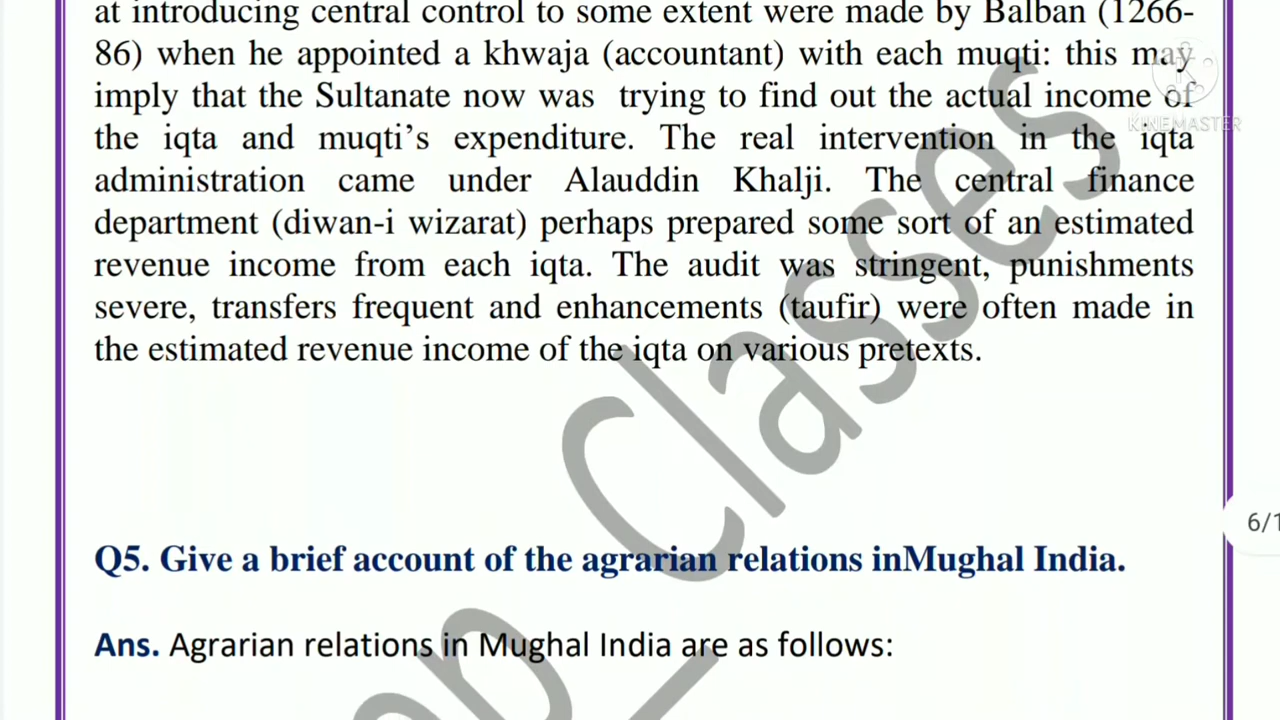 at introducing central control to some extent were made by Balban (1266-
86) when he appointed a khwaja (accountant) with each muqti: this may
imply that the Sultanate now was trying to find out the actual income of
the iqta and muqti’s expenditure. The real intervention in the iqta
administration came under Alauddin Khalji. The central finance
department (diwan-i wizarat) perhaps prepared some sort of an estimated
revenue income from each iqta. The audit was stringent, punishments
severe, transfers frequent and enhancements (taufir) were often made in
the estimated revenue income of the iqta on various pretexts.
Q5. Give a brief account of the agrarian relations inMughal India.
Ans. Agrarian relations in Mughal India are as follows:
KINEMASTER
Classes
6/1